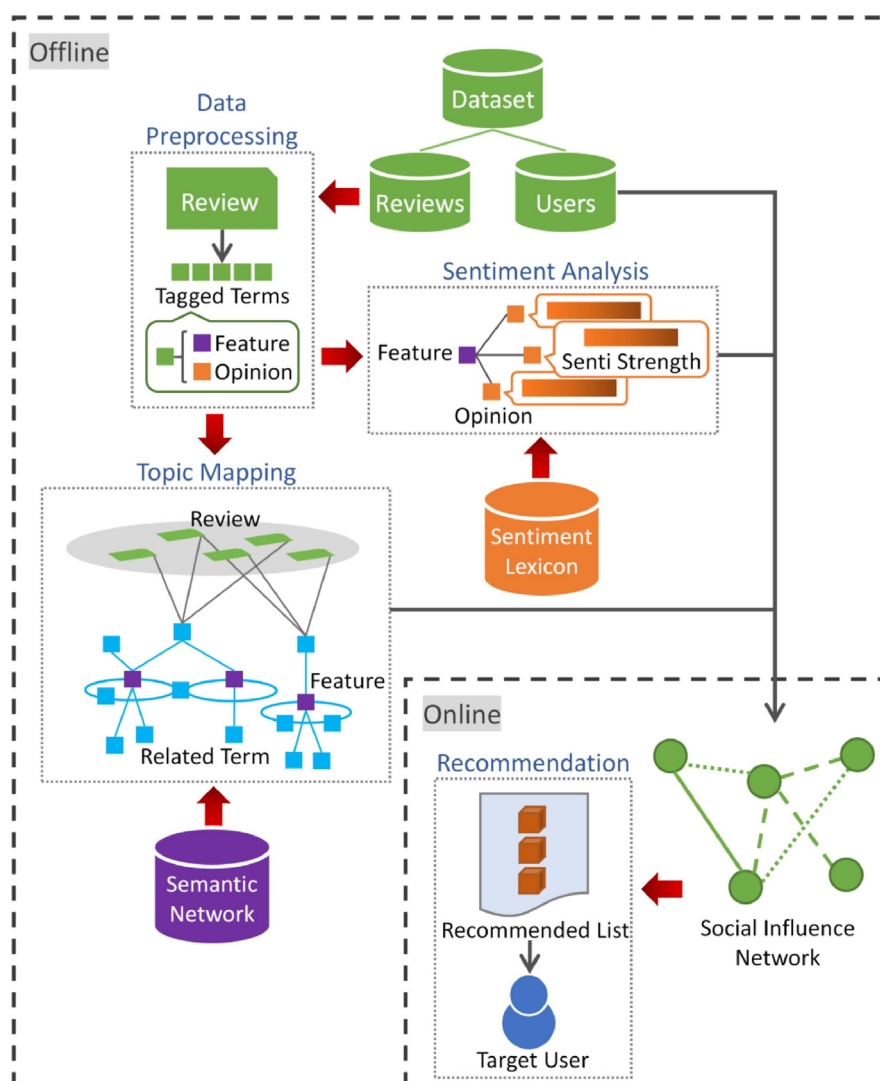 Offline
Dataset
Data
Preprocessing
Review
Reviews
Users
Tagged Terms
Feature
Opinion
Sentiment Analysis
Feature
Senti Strength
Opinion
Topic Mapping
Review
Sentiment
Lexicon
Feature
Related Term
Semantic
Network
Online
Recommendation
Recommended List
Target User
Social Influence
Network